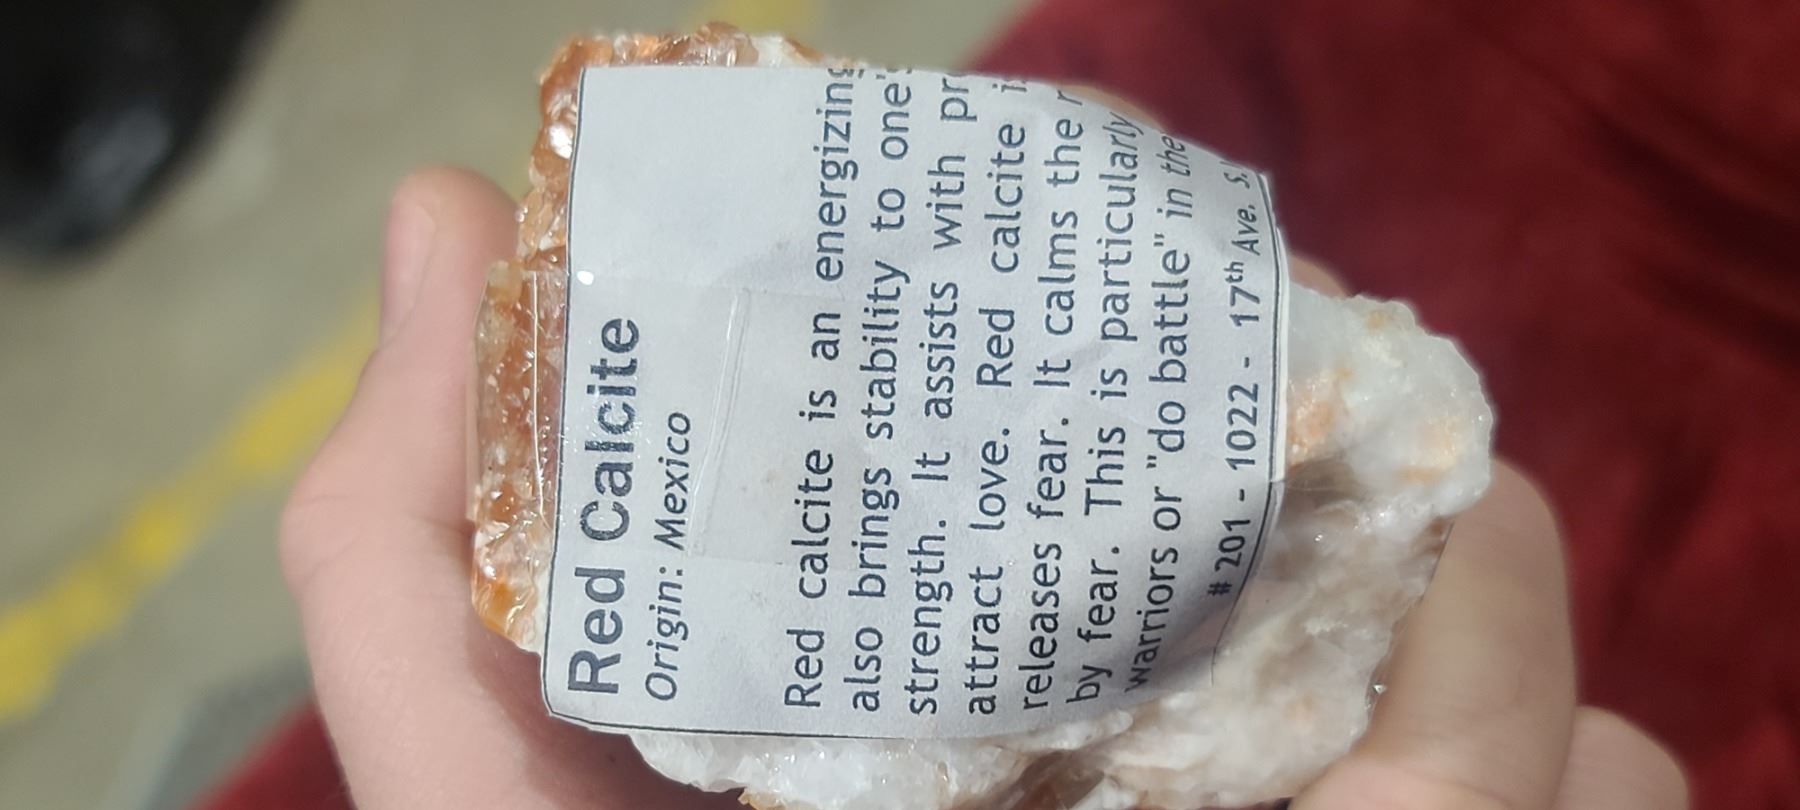 Red Calcite
Origin: Mexico
Red calcite is an energizing
also brings stability to one's
strength. It assists with
attract love. Red calcite
releases fear. It calms the
by fear. This is particularly
warriors or "do battle" in the
# 201 - 1022 - 17th Ave. S.